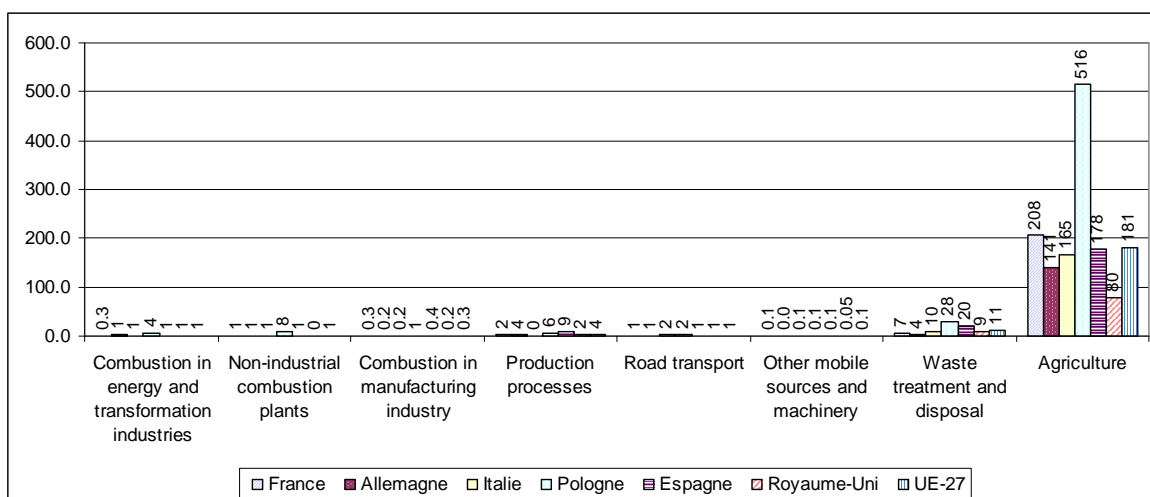 600.0
500.0
400.0
300.0
200.0
100.0
0.0
0.3 1 1 4 1 1 1
1 1 1 8 1 0 1
0.3 0.2 0.2 1 0.4 0.2 0.3
2 4 0 6 9 2 4
1 1 2 2 1 1 1
0.1 0.0 0.1 0.1 0.1 0.05 0.1
7 4 10 28 20 9 11
208 141 165 516 178 80 181
Combustion in
energy and
transformation
industries
Non-industrial
combustion
plants
Combustion in
manufacturing
industry
Production
processes
Road transport
Other mobile
sources and
machinery
Waste
treatment and
disposal
Agriculture
France Allemagne Italie Pologne Espagne Royaume-Uni UE-27